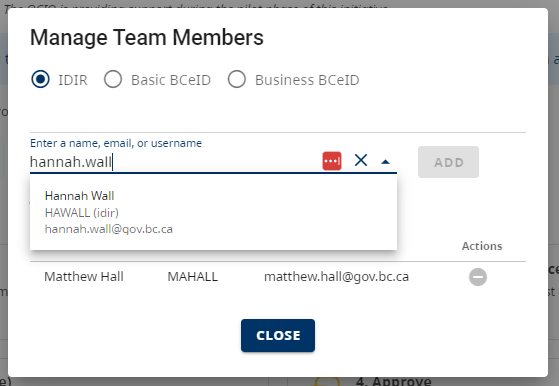 The OCIO is providing support during the pilot phase of this initiative.
Manage Team Members
IDIR Basic BCeID Business BCeID
Enter a name, email, or username
hannah.wall
ADD
Hannah Wall
HAWALL (idir)
hannah.wall@gov.bc.ca
Actions
Matthew Hall MAHALL matthew.hall@gov.bc.ca
CLOSE
4. Approve